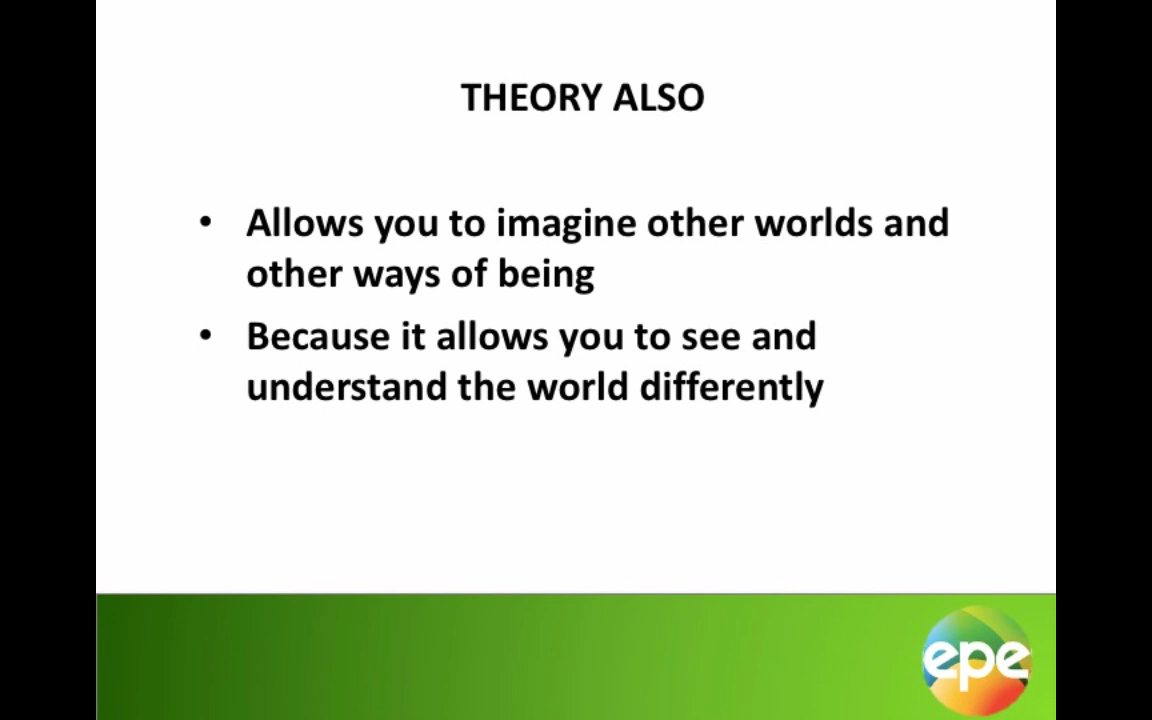 THEORY ALSO
• Allows you to imagine other worlds and
other ways of being
• Because it allows you to see and
understand the world differently
epe